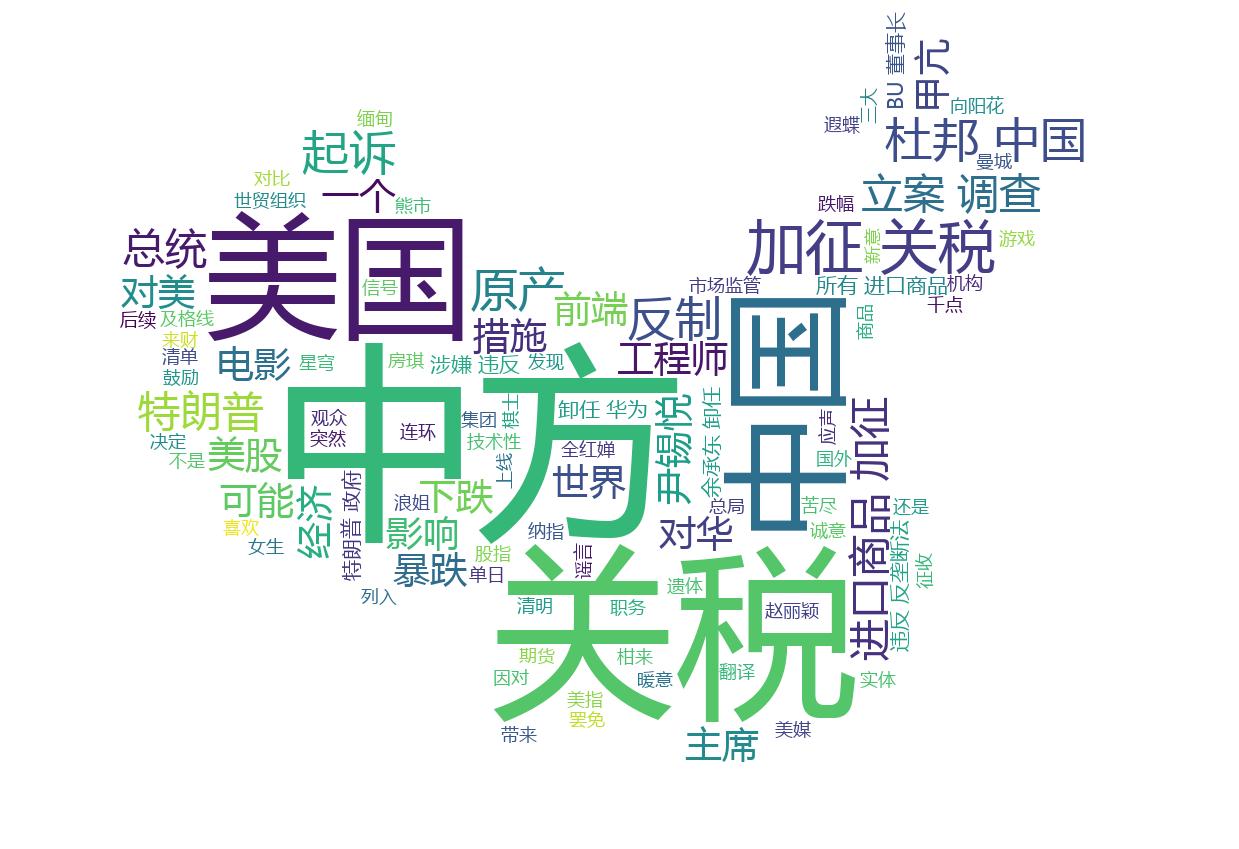 董事长
BU
甲亢
三大
向阳花
遐蝶
杜邦 中国
曼城
缅甸
起诉
对比
一个
世贸组织
熊市
立案 调查
跌幅
总统
美国
加征 关税
新意
游戏
对美
信号
原产
市场监管
所有 进口商品
机构
千点
后续
及格线
前端
反制
商品
来财
措施
中国
清单
电影
星穹
房琪
涉嫌 违反
发现
工程师
鼓励
特朗普
中方
观众
突然
连环
集团
棋士
卸任 华为
尹锡悦
余承东 卸任
应声
加征
决定
不是
美股
技术性
全红婵
国外
上线
世界
可能
经济
特朗普 政府
浪姐
下跌
总局
苦尽
还是
喜欢
影响
纳指
对华
诚意
进口商品
违反 反垄断法
女生
暴跌
股指
单日
谣言
关税
征收
列入
清明
职务
遗体
赵丽颖
期货
柑来
因对
暖意
翻译
实体
美指
罢免
带来
主席
美媒